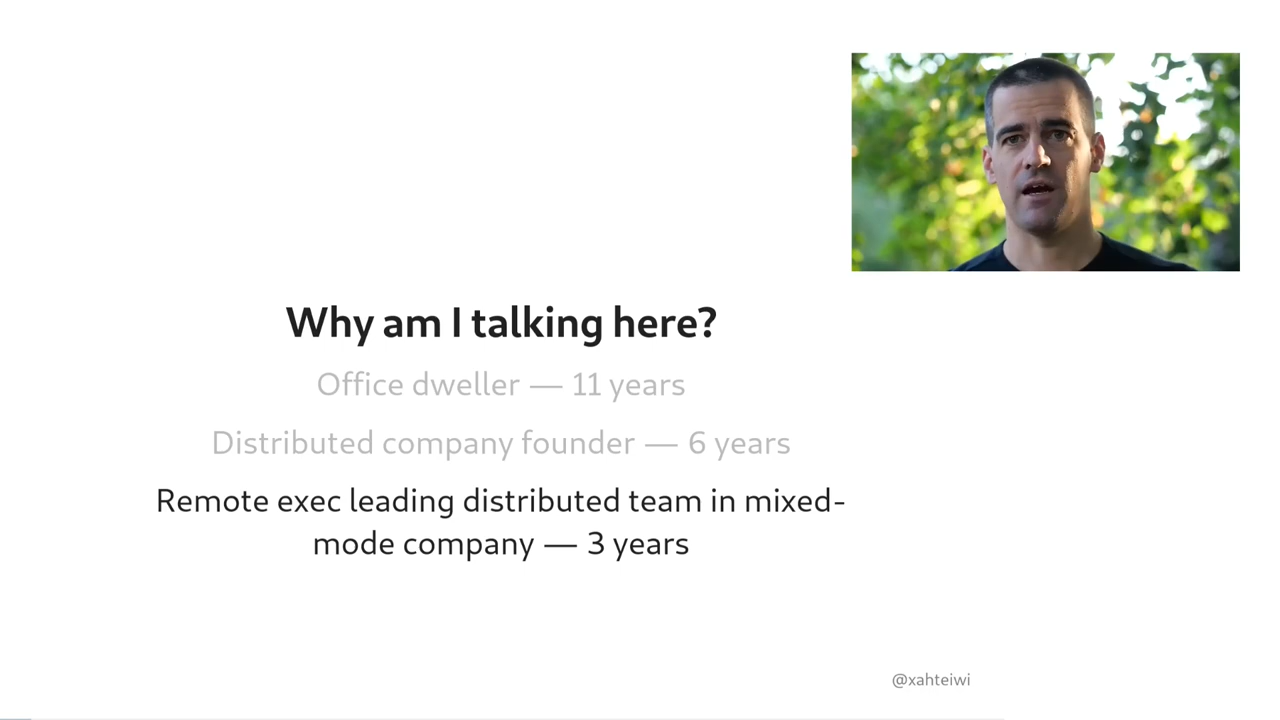 Why am I talking here?
Office dweller — 11 years
Distributed company founder — 6 years
Remote exec leading distributed team in mixed-
mode company — 3 years
@xahteiwi